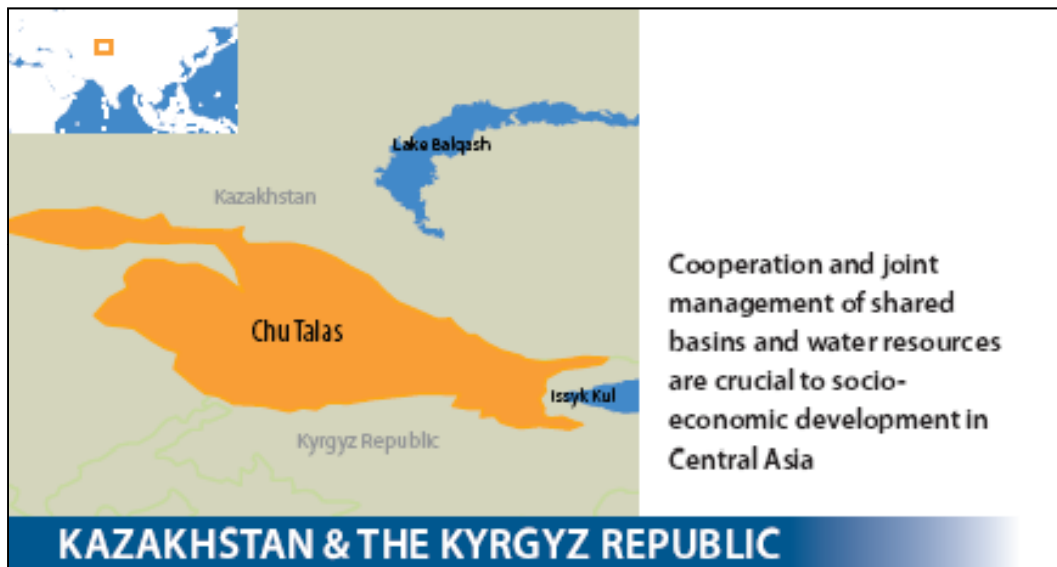 Lake Balqash
Kazakhstan
Chu Talas
Issyk Kul
Kyrgyz Republic
Cooperation and joint
management of shared
basins and water resources
are crucial to socio-
economic development in
Central Asia
KAZAKHSTAN & THE KYRGYZ REPUBLIC